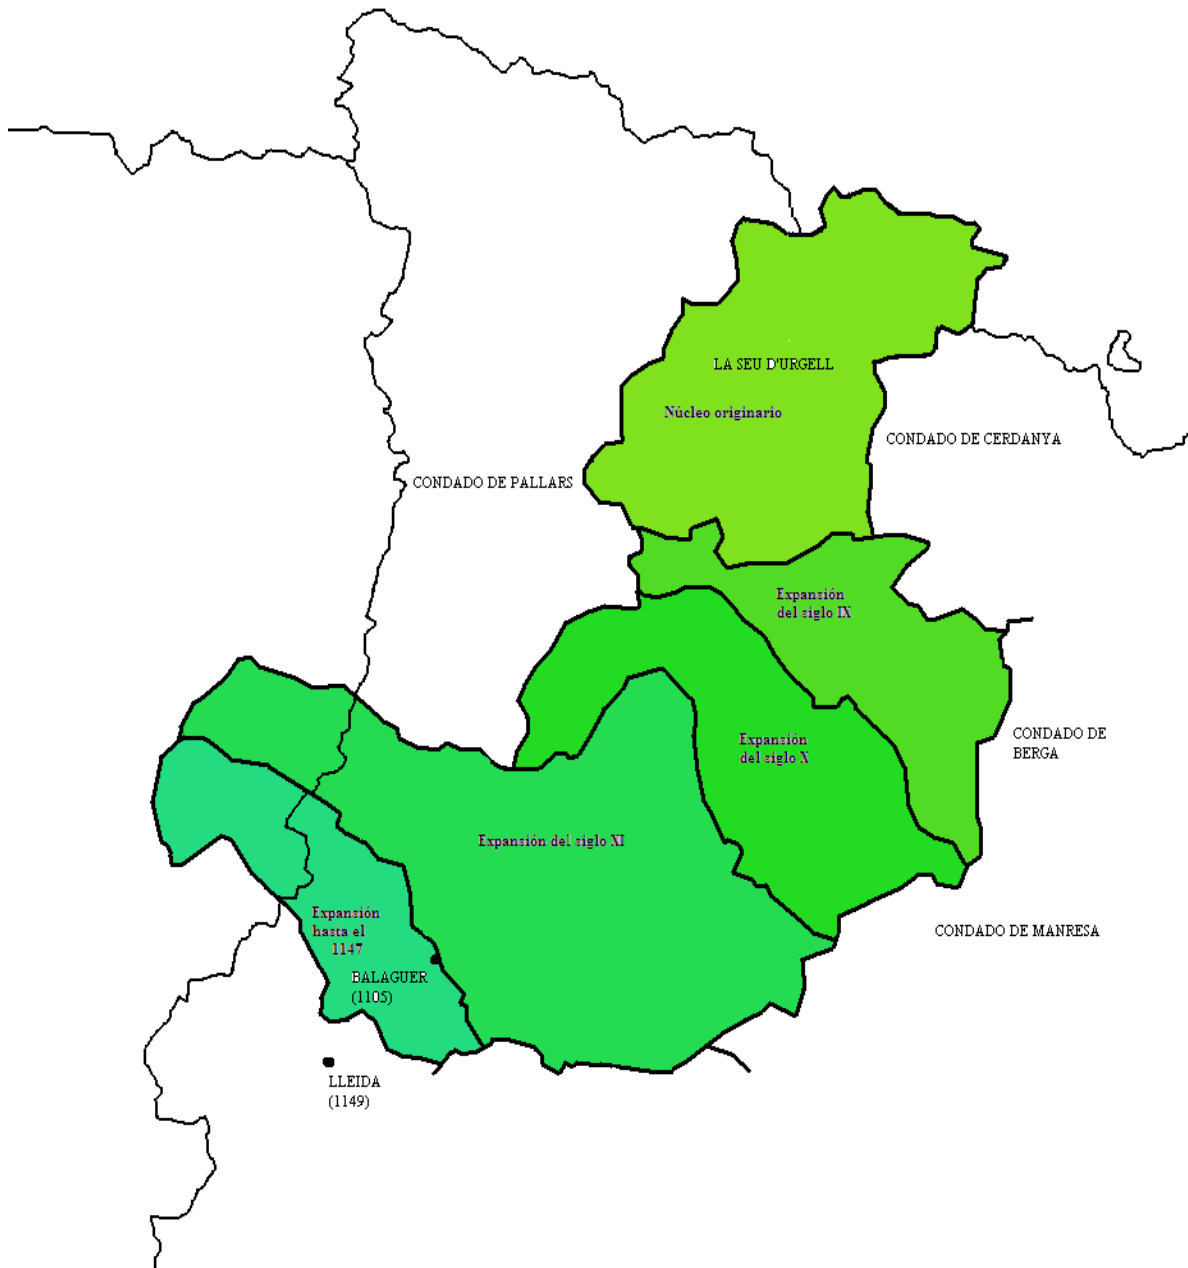 LA SEU D'URGELL
Núcleo originario
CONDADO DE CERDANYA
CONDADO DE PALLARS
Expansión
del siglo IX
CONDADO DE
BERGA
Expansión
del siglo X
Expansión del siglo XI
Expansión
hasta el
1147
CONDADO DE MANRESA
BALAGUER
(1105)
LLEIDA
(1149)